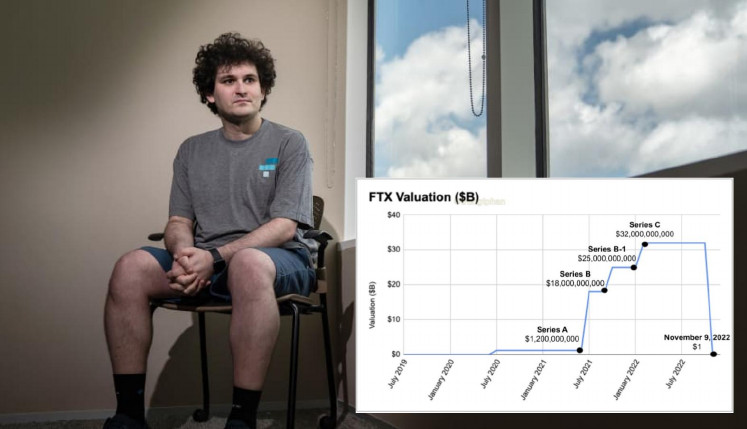 FTX Valuation ($B)
$40
$30
$20
$10
$0
Valuation ($B)
Series A
$1,200,000,000
Series B
$18,000,000,000
Series B-1
$25,000,000,000
Series C
$32,000,000,000
November 9, 2022
$1
July 2019
January 2020
July 2020
January 2021
July 2021
January 2022
July 2022